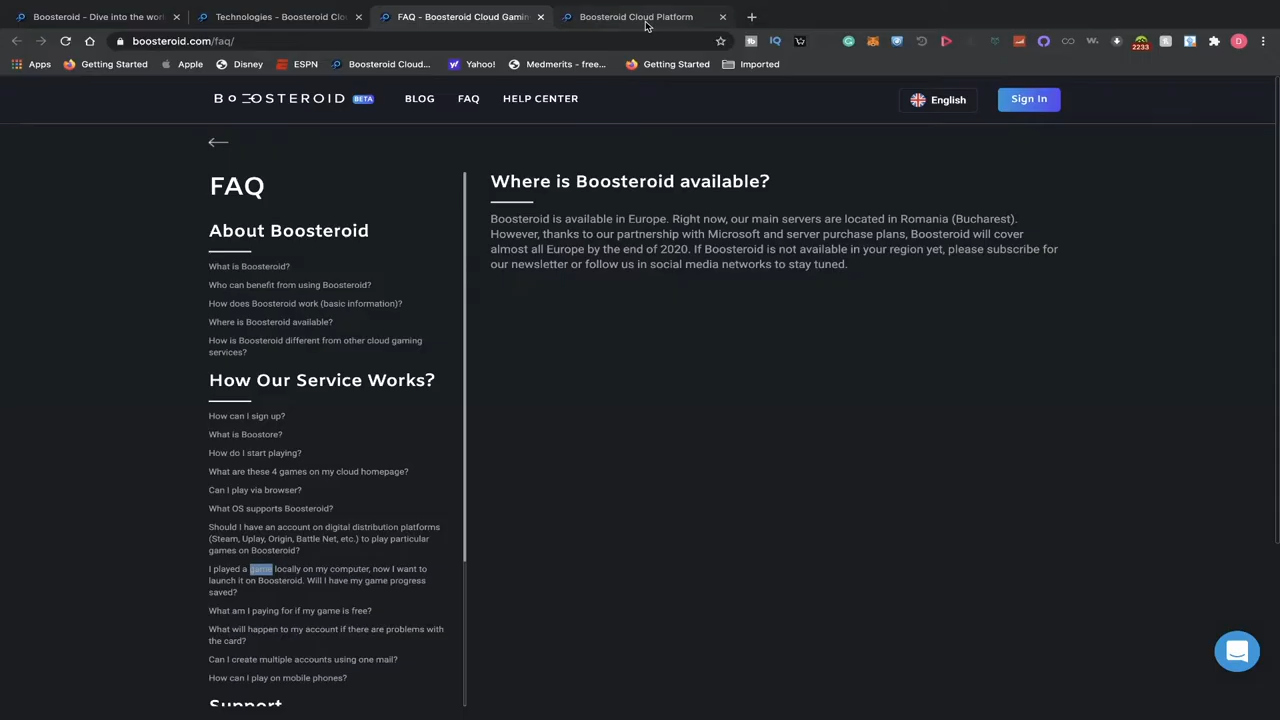 Boosteroid - Dive into the wor
Technologies - Boosteroid Clo
FAQ - Boosteroid Cloud Gamin
Boosteroid Cloud Platform
boosteroid.com/faq/
IQ
W.
2233
D
Apps
Getting Started
Apple
Disney
ESPN
Boosteroid Cloud...
Yahoo!
Medmerits - free...
Getting Started
Imported
BOOSTEROID BETA
BLOG
FAQ
HELP CENTER
English
Sign In
FAQ
About Boosteroid
What is Boosteroid?
Who can benefit from using Boosteroid?
How does Boosteroid work (basic information)?
Where is Boosteroid available?
How is Boosteroid different from other cloud gaming
services?
How Our Service Works?
How can I sign up?
What is Boostore?
How do I start playing?
What are these 4 games on my cloud homepage?
Can I play via browser?
What OS supports Boosteroid?
Should I have an account on digital distribution platforms
(Steam, Uplay, Origin, Battle Net, etc.) to play particular
games on Boosteroid?
I played a game locally on my computer, now I want to
launch it on Boosteroid. Will I have my game progress
saved?
What am I paying for if my game is free?
What will happen to my account if there are problems with
the card?
Can I create multiple accounts using one mail?
How can I play on mobile phones?
Support
Where is Boosteroid available?
Boosteroid is available in Europe. Right now, our main servers are located in Romania (Bucharest).
However, thanks to our partnership with Microsoft and server purchase plans, Boosteroid will cover
almost all Europe by the end of 2020. If Boosteroid is not available in your region yet, please subscribe for
our newsletter or follow us in social media networks to stay tuned.